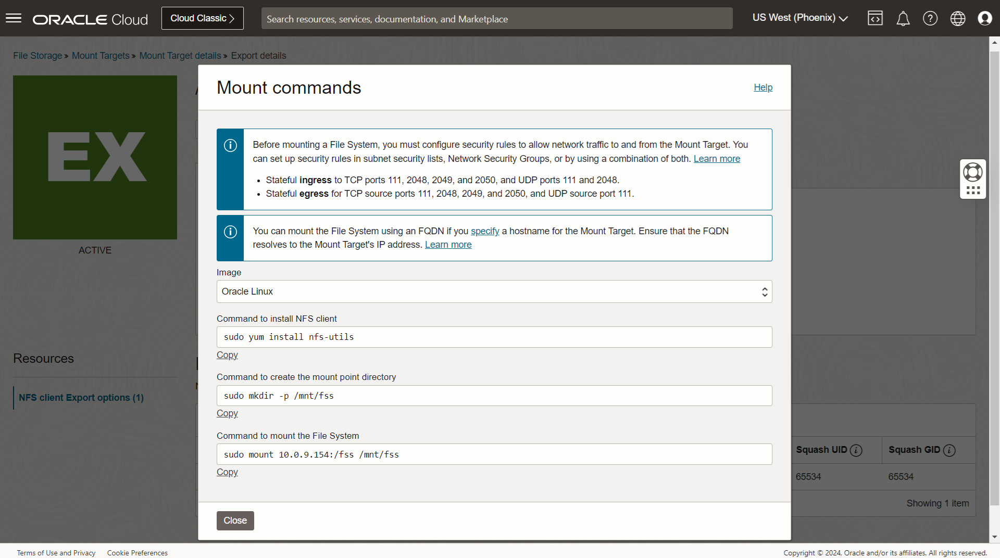 ORACLE Cloud
Cloud Classic
Search resources, services, documentation, and Marketplace
US West (Phoenix)
File Storage » Mount Targets » Mount Target details » Export details
EX
ACTIVE
Resources
NFS client Export options (1)
Mount commands
Help
Before mounting a File System, you must configure security rules to allow network traffic to and from the Mount Target. You
can set up security rules in subnet security lists, Network Security Groups, or by using a combination of both. Learn more
• Stateful ingress to TCP ports 111, 2048, 2049, and 2050, and UDP ports 111 and 2048.
• Stateful egress for TCP source ports 111, 2048, 2049, and 2050, and UDP source port 111.
You can mount the File System using an FQDN if you specify a hostname for the Mount Target. Ensure that the FQDN
resolves to the Mount Target's IP address. Learn more
Image
Oracle Linux
Command to install NFS client
sudo yum install nfs-utils
Copy
Command to create the mount point directory
sudo mkdir -p /mnt/fss
Copy
Command to mount the File System
sudo mount 10.0.9.154:/fss /mnt/fss
Copy
Close
Squash UID
Squash GID
65534
65534
Showing 1 item
Terms of Use and Privacy
Cookie Preferences
Copyright © 2024, Oracle and/or its affiliates. All rights reserved.